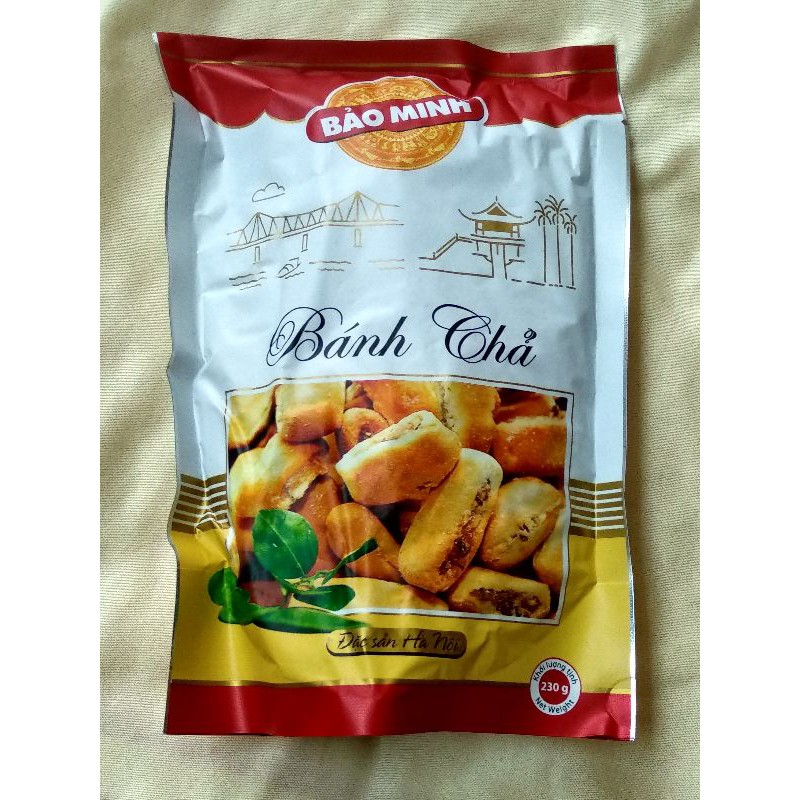 BẢO MINH
Bánh Chả
Đặc sản Hà Nội
Khối lượng tịnh
230 g
Net Weight